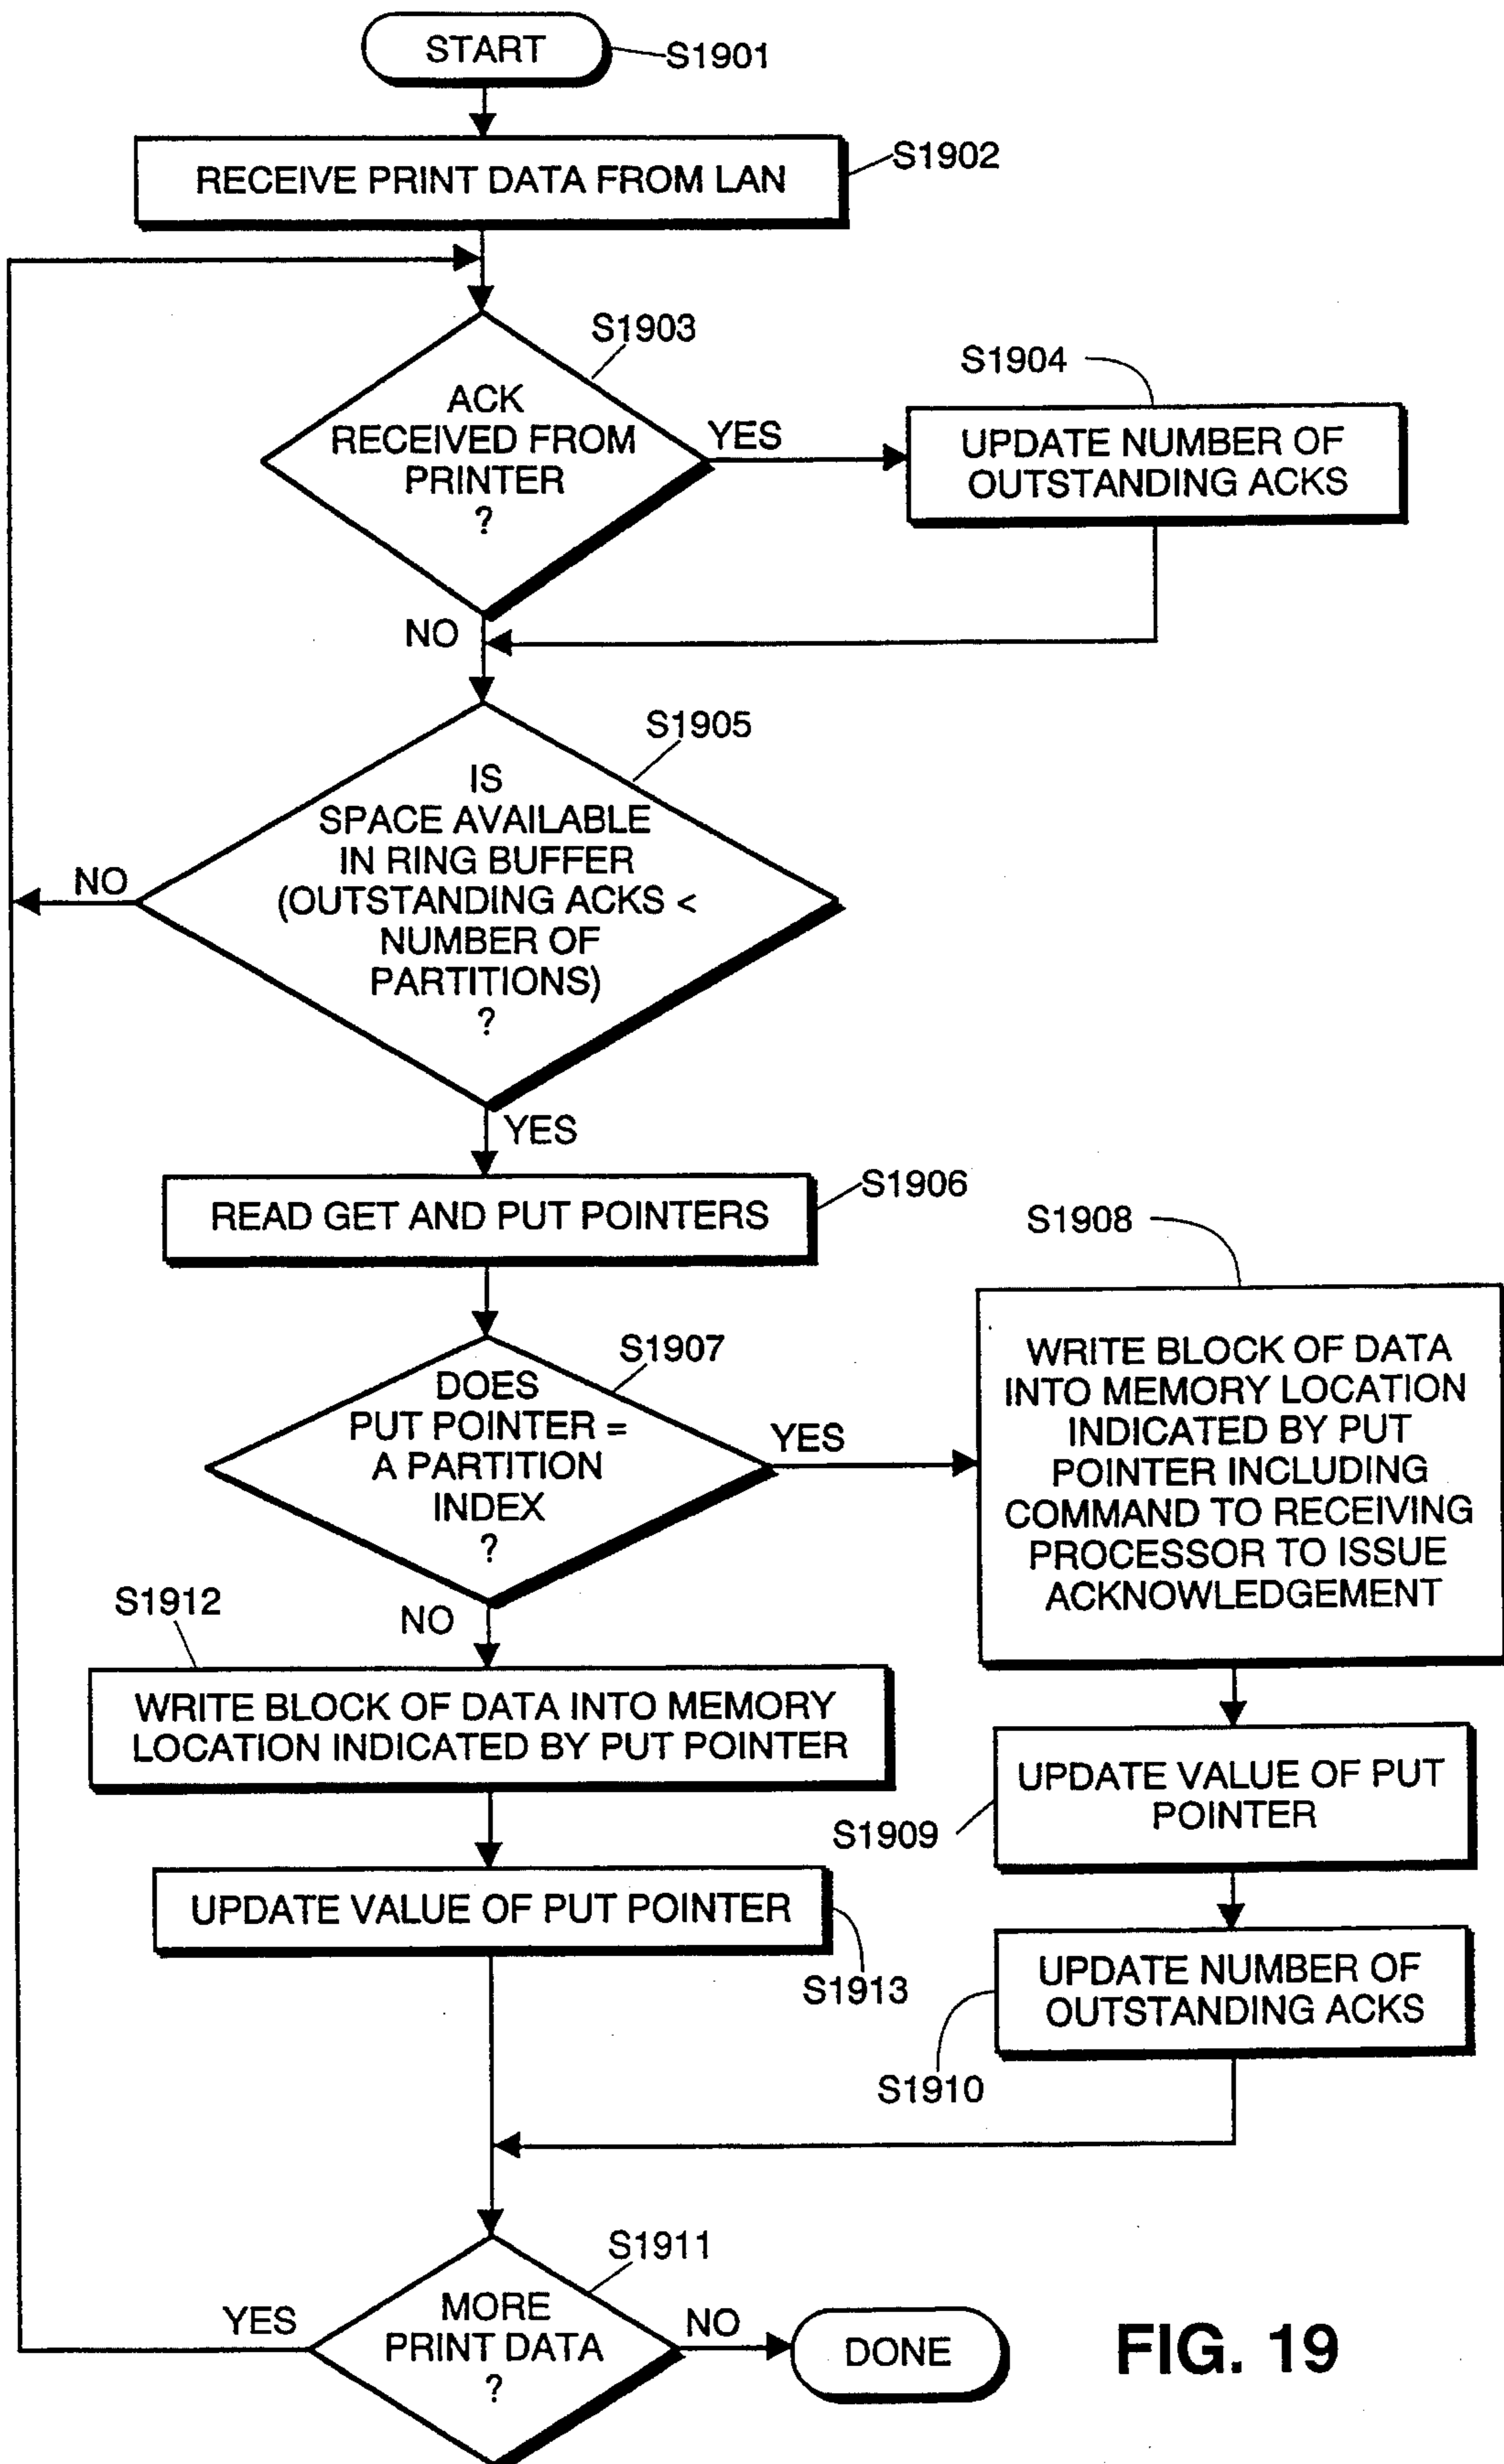 START
S1901
RECEIVE PRINT DATA FROM LAN
S1902
S1903
ACK
RECEIVED FROM
PRINTER
?
YES
S1904
UPDATE NUMBER OF
OUTSTANDING ACKS
NO
S1905
IS
SPACE AVAILABLE
IN RING BUFFER
(OUTSTANDING ACKS <
NUMBER OF
PARTITIONS)
?
NO
YES
READ GET AND PUT POINTERS
S1906
S1907
DOES
PUT POINTER =
A PARTITION
INDEX
?
YES
S1908
WRITE BLOCK OF DATA
INTO MEMORY LOCATION
INDICATED BY PUT
POINTER INCLUDING
COMMAND TO RECEIVING
PROCESSOR TO ISSUE
ACKNOWLEDGEMENT
NO
S1912
WRITE BLOCK OF DATA INTO MEMORY
LOCATION INDICATED BY PUT POINTER
UPDATE VALUE OF PUT
POINTER
S1909
UPDATE VALUE OF PUT POINTER
S1913
UPDATE NUMBER OF
OUTSTANDING ACKS
S1910
S1911
MORE
PRINT DATA
?
YES
NO
DONE
FIG. 19